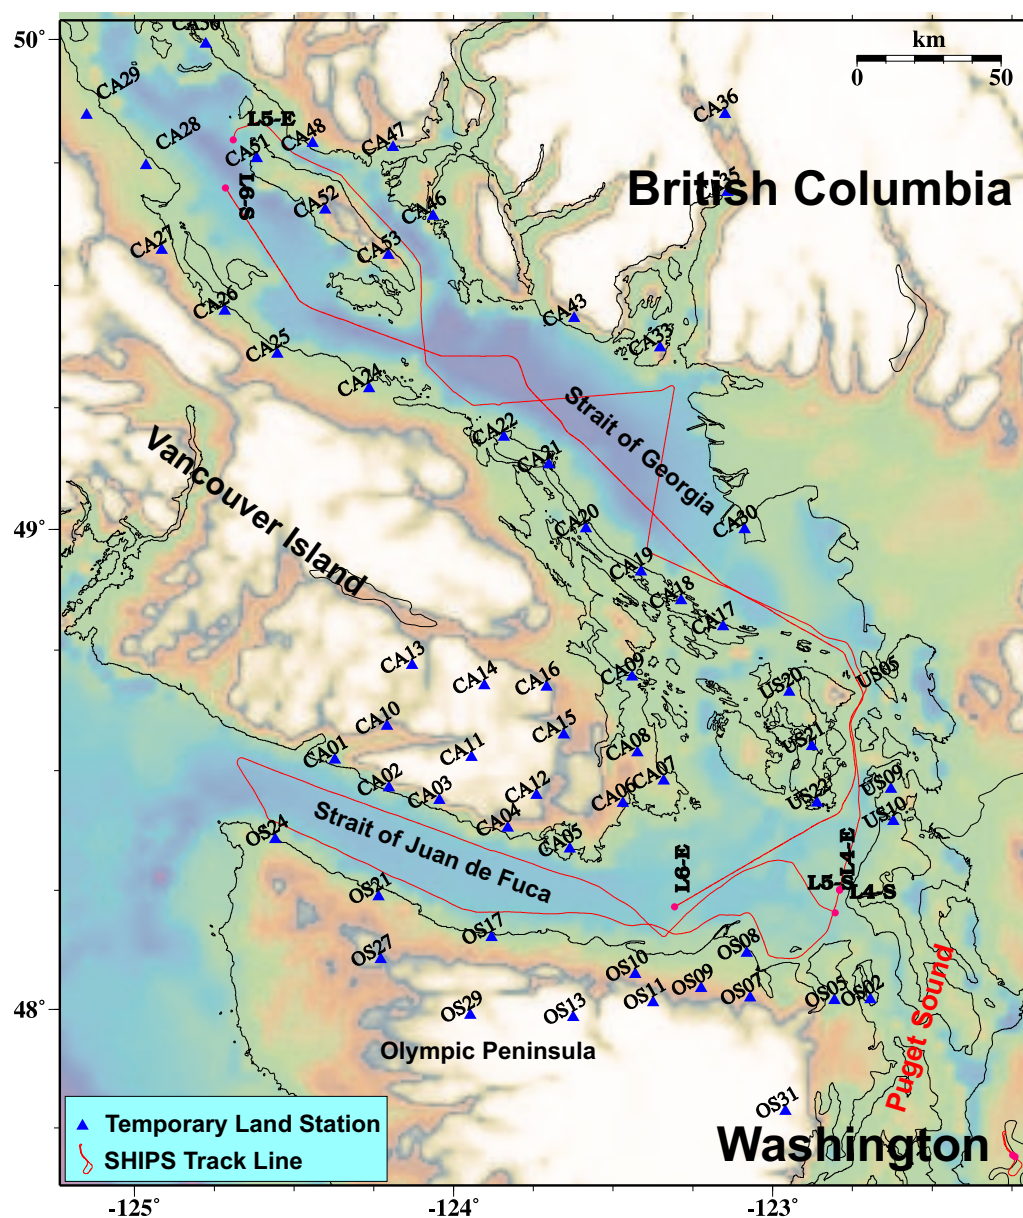 CA36
50°
km
0
50
CA29
CA36
CA28
L5-E
CA48
CA47
CA51
L6-S
British Columbia
CA52
CA46
CA27
CA53
CA26
CA43
CA25
CA33
CA24
Strait of Georgia
CA22
Vancouver Island
CA21
49°
CA20
CA30
CA19
CA18
CA17
CA13
CA14
CA16
CA09
US20
US05
CA10
CA15
US21
CA01
CA11
CA08
CA02
CA03
CA12
CA06
CA07
US22
US09
US10
Strait of Juan de Fuca
CA04
CA05
OS24
L6-E
L4-E
L5-S
L4-S
OS21
OS17
OS27
OS08
OS10
OS09
OS11
OS07
OS05
OS02
48°
OS29
OS13
Puget Sound
Olympic Peninsula
OS31
Washington
Temporary Land Station
SHIPS Track Line
-125°
-124°
-123°